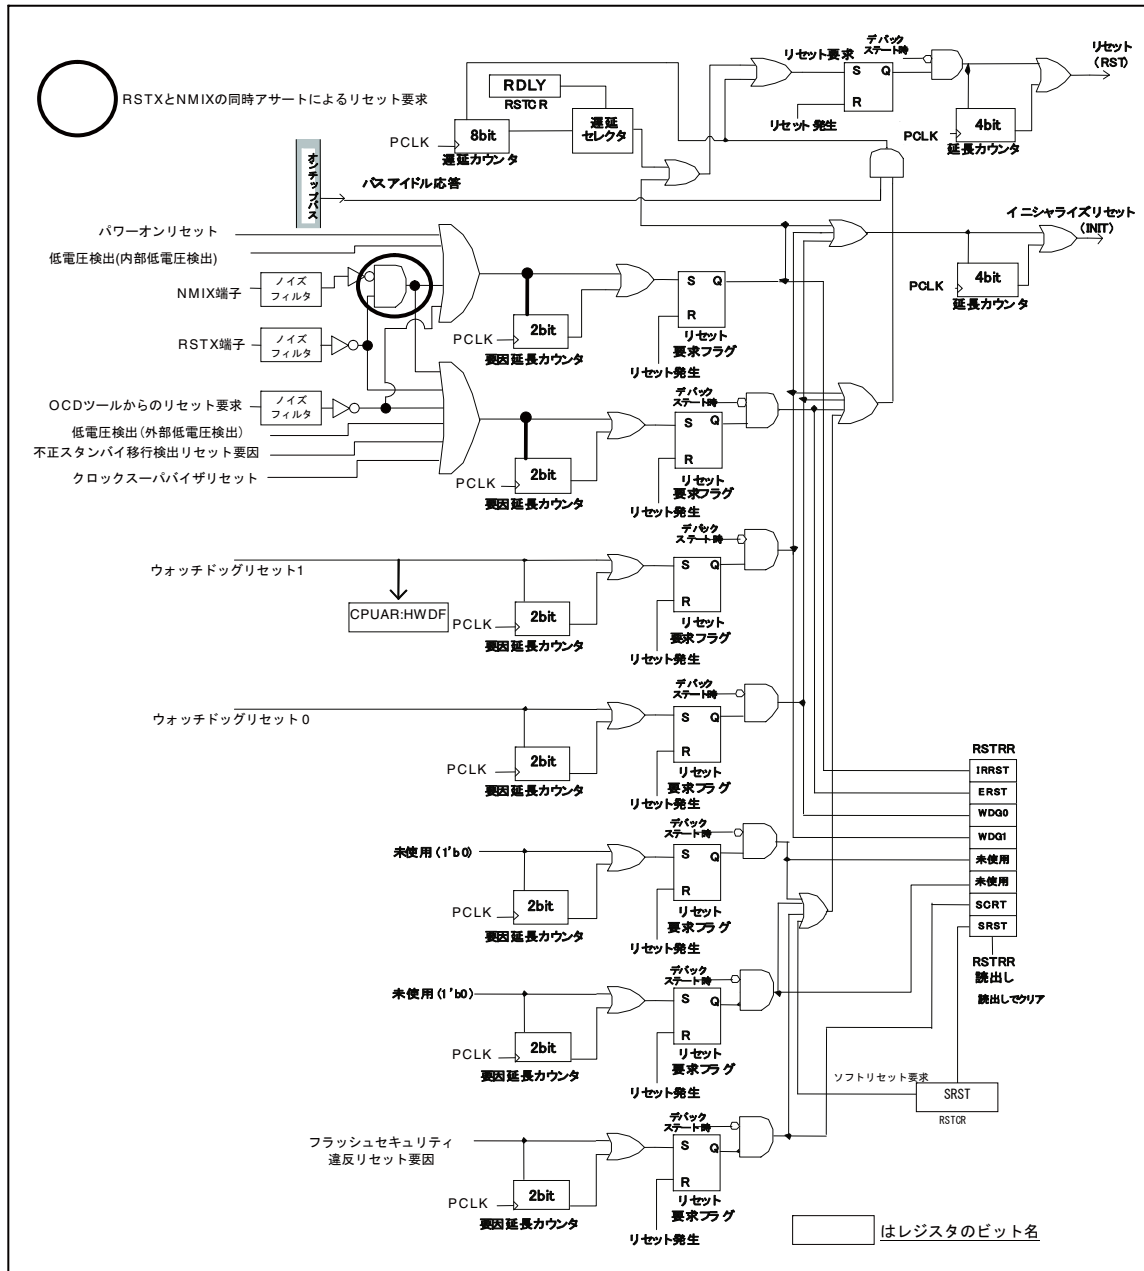 RSTXとNMIXの同時アサートによるリセット要求
RDLY
RSTCR
PCLK
8bit
遅延カウンタ
遅延
セレクタ
リセット要求
デバック
ステート時
S
Q
R
リセット発生
PCLK
4bit
延長カウンタ
リセット
(RST)
オンチップバス
バスアイドル応答
イニシャライズリセット
(INIT)
PCLK
4bit
延長カウンタ
パワーオンリセット
低電圧検出(内部低電圧検出)
NMIX端子
ノイズ
フィルタ
RSTX端子
ノイズ
フィルタ
PCLK
2bit
要因延長カウンタ
S
Q
R
リセット
要求フラグ
リセット発生
OCDツールからのリセット要求
ノイズ
フィルタ
低電圧検出(外部低電圧検出)
不正スタンバイ移行検出リセット要因
クロックスーパバイザリセット
PCLK
2bit
要因延長カウンタ
デバック
ステート時
S
Q
R
リセット
要求フラグ
リセット発生
ウォッチドッグリセット1
CPUAR:HWDF
PCLK
2bit
要因延長カウンタ
デバック
ステート時
S
Q
R
リセット
要求フラグ
リセット発生
ウォッチドッグリセット0
PCLK
2bit
要因延長カウンタ
デバック
ステート時
S
Q
R
リセット
要求フラグ
リセット発生
未使用(1'b0)
PCLK
2bit
要因延長カウンタ
デバック
ステート時
S
Q
R
リセット
要求フラグ
リセット発生
未使用(1'b0)
PCLK
2bit
要因延長カウンタ
デバック
ステート時
S
Q
R
リセット
要求フラグ
リセット発生
フラッシュセキュリティ
違反リセット要因
PCLK
2bit
要因延長カウンタ
デバック
ステート時
S
Q
R
リセット
要求フラグ
リセット発生
RSTRR
IRRST
ERST
WDG0
WDG1
未使用
未使用
SCRT
SRST
RSTRR
読出し
読出しでクリア
ソフトリセット要求
SRST
RSTCR
はレジスタのビット名